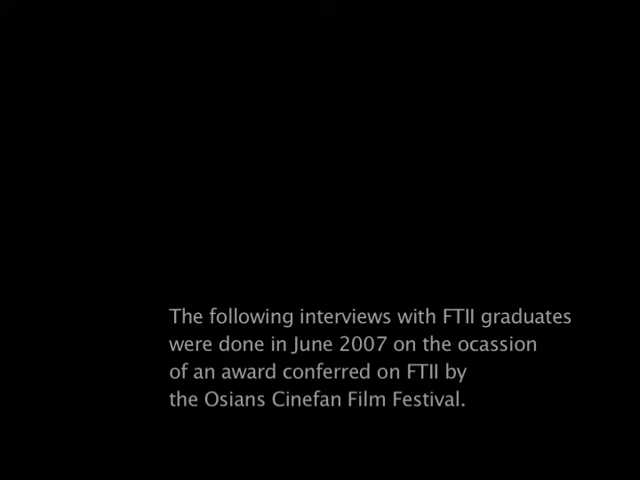 The following interviews with FTII graduates
were done in June 2007 on the ocassion
of an award conferred on FTII by
the Osians Cinefan Film Festival.